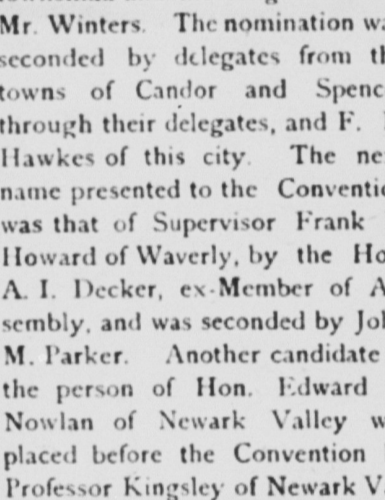 Mr. Winters. The nomination wa
seconded by delegates from th
towns of Candor and Spenc
through their delegates, and F.
Hawkes of this city. The ne
name presented to the Conventio
was that of Supervisor Frank
Howard of Waverly, by the Ho
A. I. Decker, ex-Member of A
sembly, and was seconded by Joh
M. Parker. Another candidate
the person of Hon. Edward
Nowlan of Newark Valley w
placed before the Convention
Professor Kingsley of Newark V